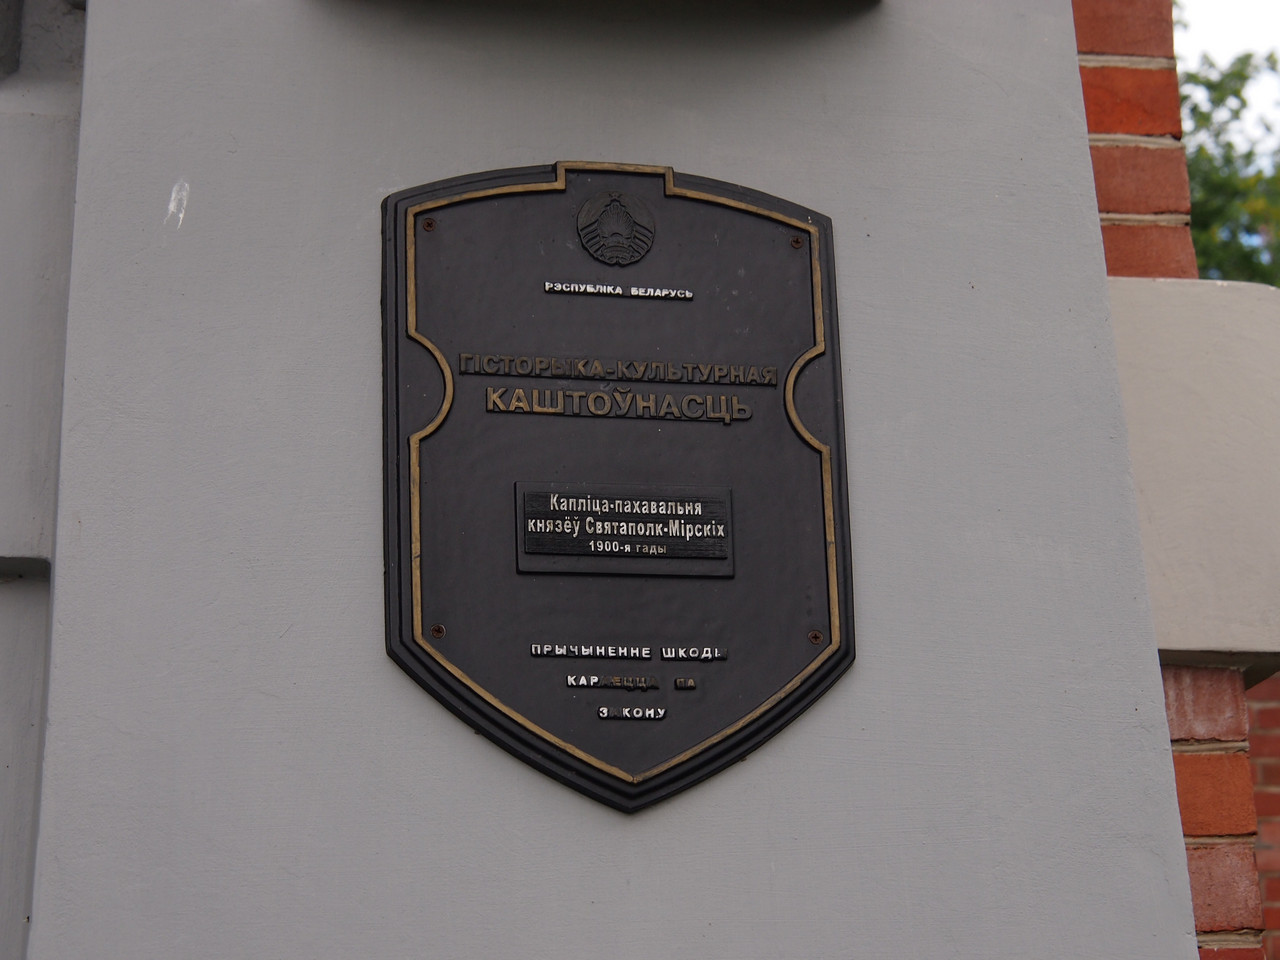 РЭСПУБЛІКА БЕЛАРУСЬ
ГІСТОРЫКА-КУЛЬТУРНАЯ
КАШТОЎНАСЦЬ
Капліца-пахавальня
князёў Святаполк-Мірскіх
1900-я гады
ПРЫЧЫНЕННЕ ШКОДЫ
КАРАЕЦЦА ПА
ЗАКОНУ